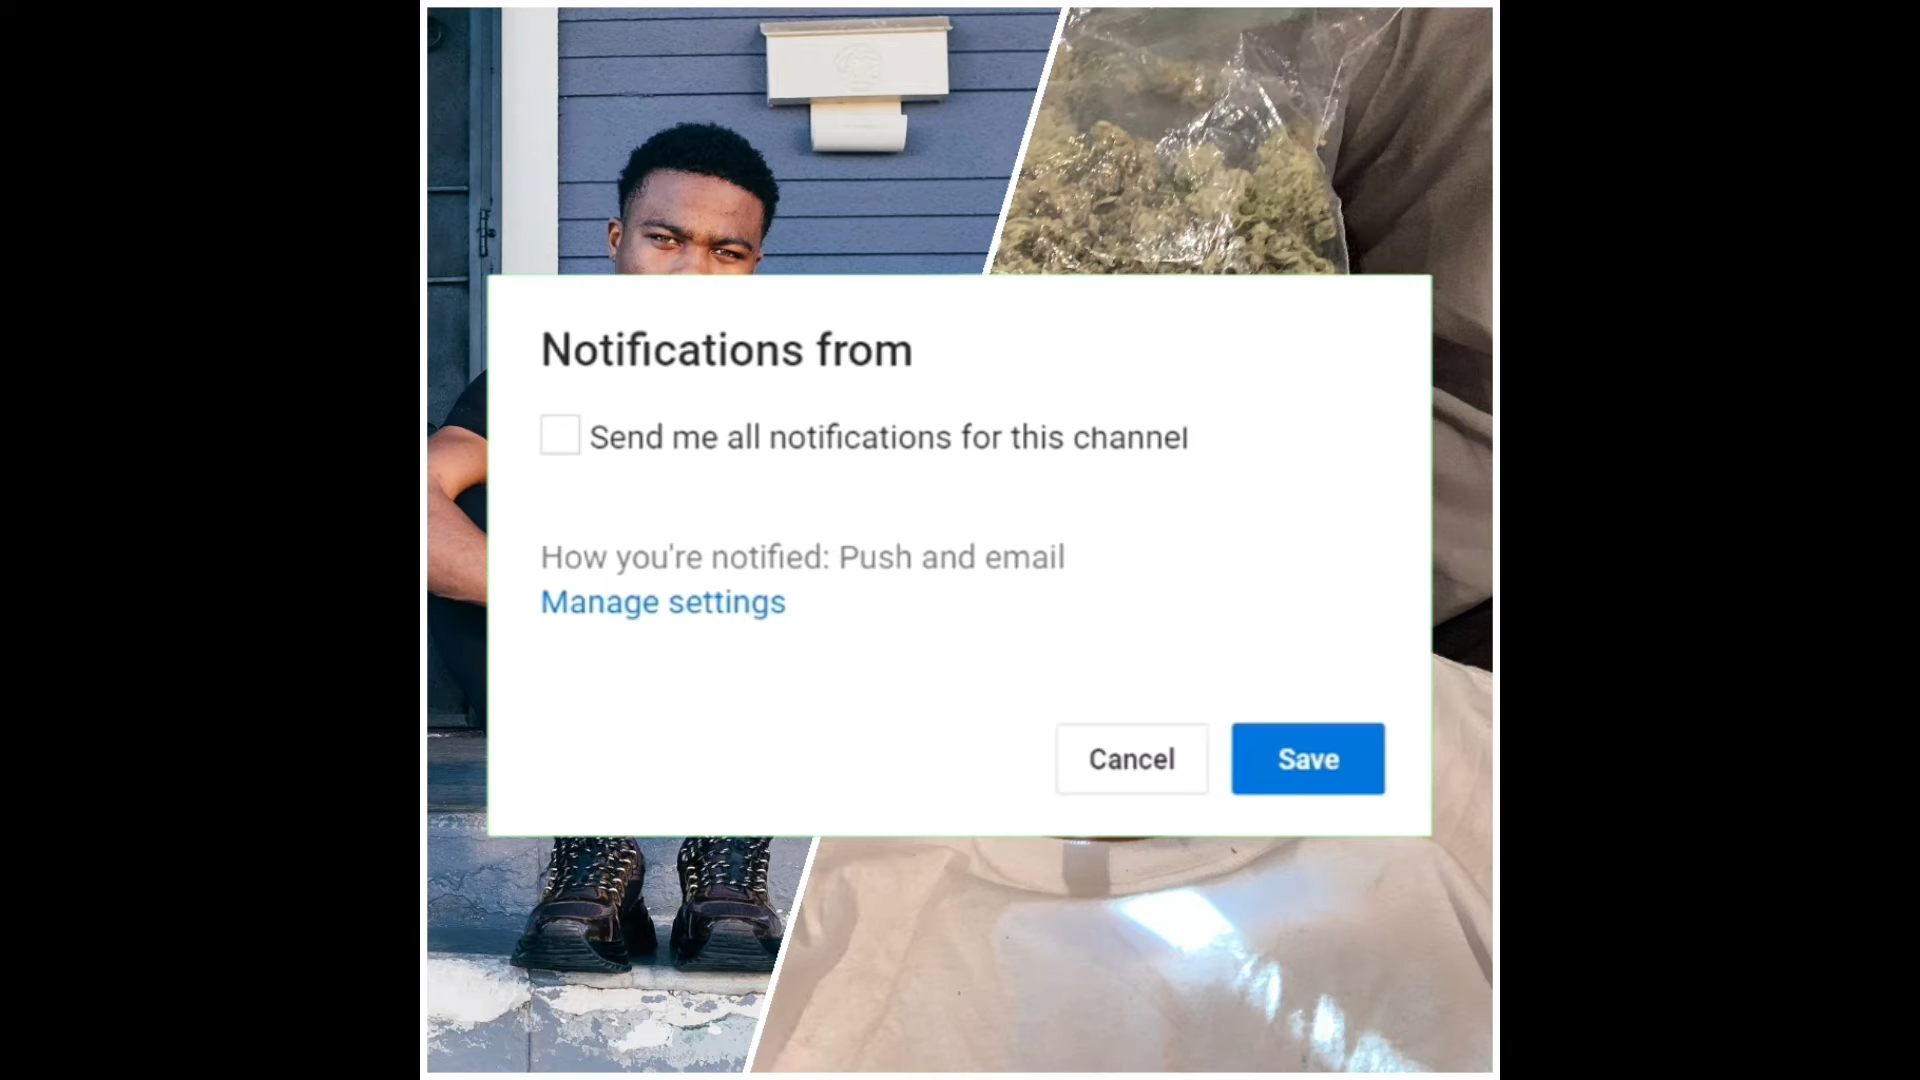 Notifications from
Send me all notifications for this channel
How you're notified: Push and email
Manage settings
Cancel
Save